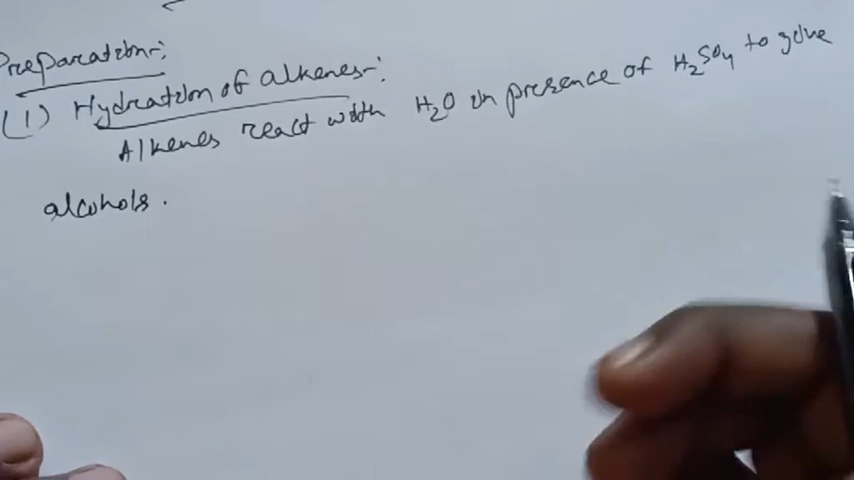 Preparation:
(1) Hydration of alkenes:
Alkenes react with H₂O in presence of H₂SO₄ to give
alcohols.